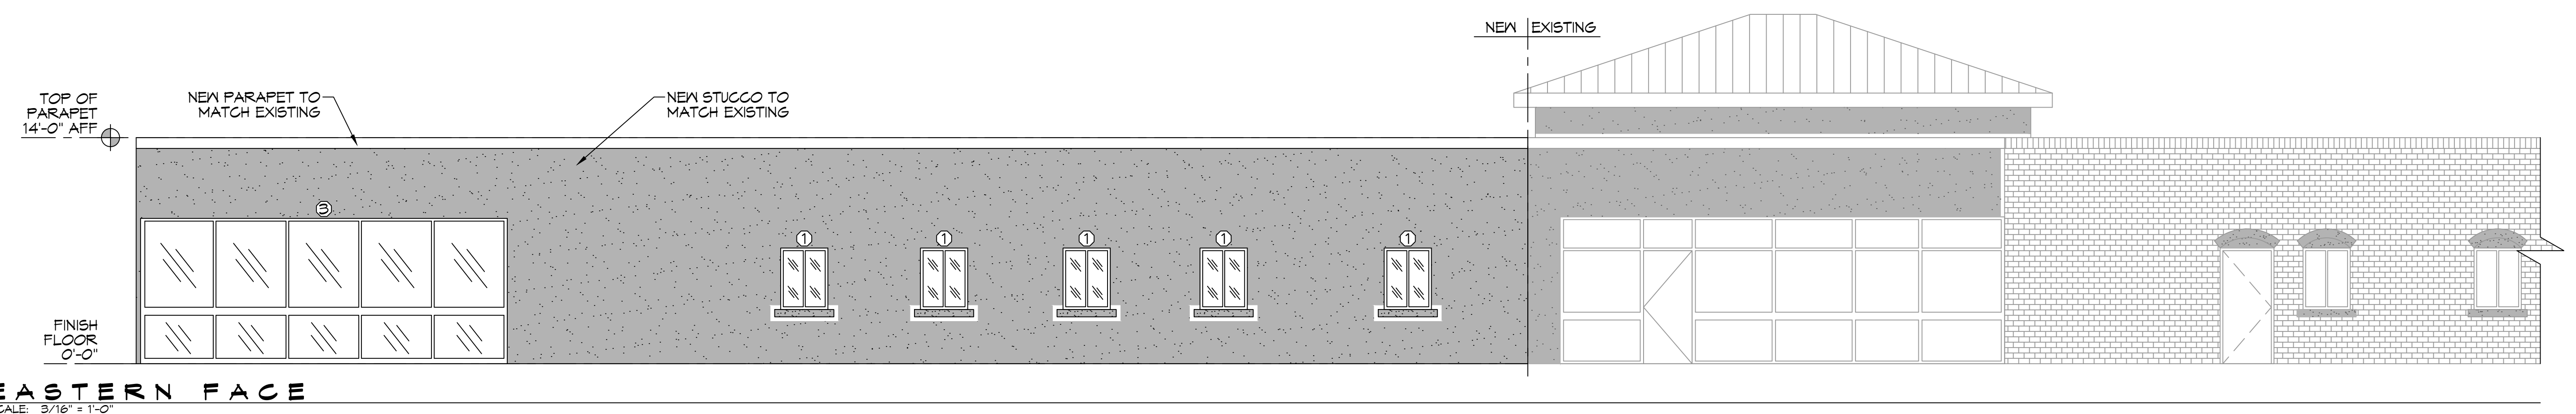 NEW EXISTING
TOP OF
PARAPET
14'-0" AFF
NEW PARAPET TO
MATCH EXISTING
NEW STUCCO TO
MATCH EXISTING
3
1 1 1 1 1
FINISH
FLOOR
0'-0"
EASTERN FACE
CALE: 3/16" = 1'-0"